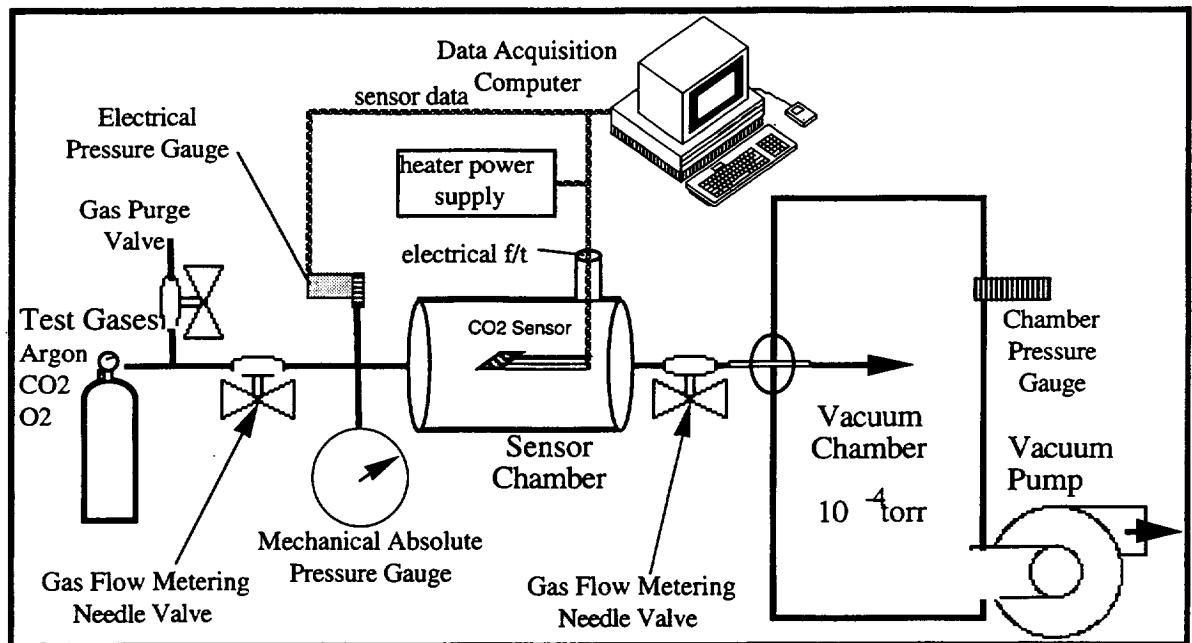 Data Acquisition
Computer
sensor data
Electrical
Pressure Gauge
heater power
supply
Gas Purge
Valve
electrical f/t
Test Gases
Argon
CO2
O2
CO2 Sensor
Chamber
Pressure
Gauge
Sensor
Chamber
Vacuum
Chamber
10 -4 torr
Vacuum
Pump
Mechanical Absolute
Pressure Gauge
Gas Flow Metering
Needle Valve
Gas Flow Metering
Needle Valve